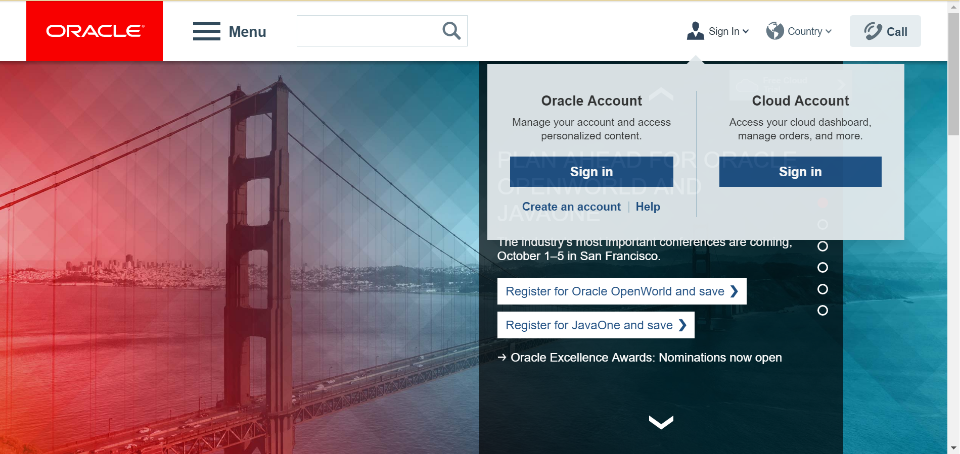 ORACLE
Menu
Sign In
Country
Call
Oracle Account
Manage your account and access
personalized content.
Sign in
Create an account | Help
Cloud Account
Access your cloud dashboard,
manage orders, and more.
Sign in
PLAN AHEAD FOR ORACLE
OPENWORLD AND
JAVAONE
The industry's most important conferences are coming,
October 1–5 in San Francisco.
Register for Oracle OpenWorld and save
Register for JavaOne and save
Oracle Excellence Awards: Nominations now open